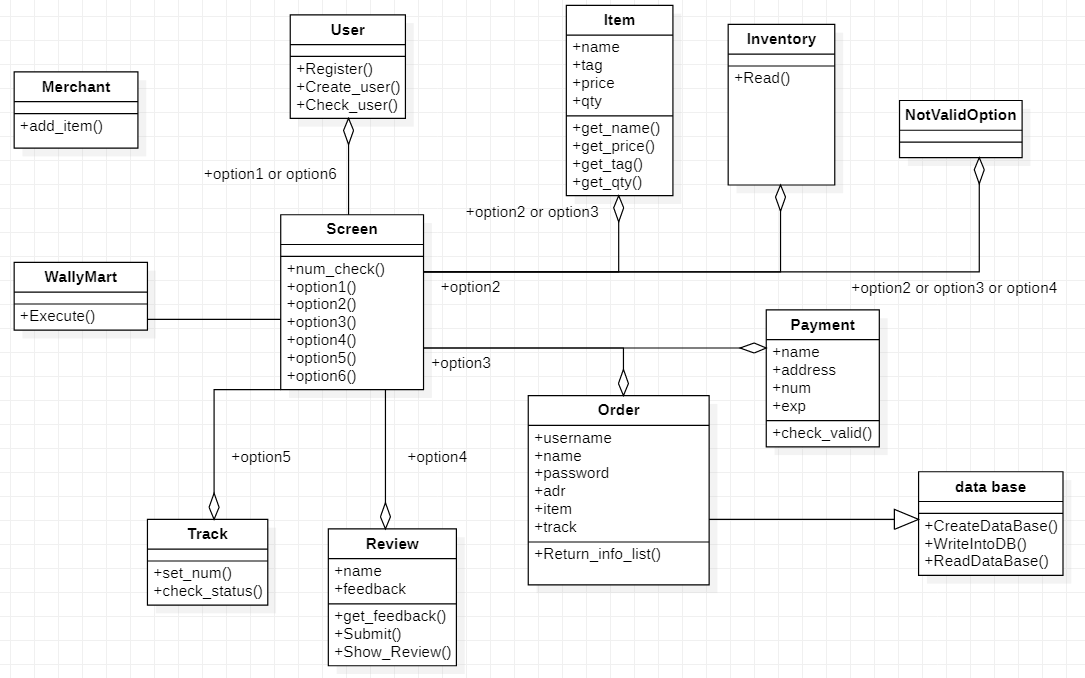 User
+Register()
+Create_user()
+Check_user()
Item
+name
+tag
+price
+qty
+get_name()
+get_price()
+get_tag()
+get_qty()
Inventory
+Read()
Merchant
+add_item()
NotValidOption
+option1 or option6
+option2 or option3
Screen
+num_check()
+option1()
+option2()
+option3()
+option4()
+option5()
+option6()
WallyMart
+Execute()
+option2
+option2 or option3 or option4
Payment
+name
+address
+num
+exp
+check_valid()
+option3
Order
+username
+name
+password
+adr
+item
+track
+Return_info_list()
+option5
+option4
data base
+CreateDataBase()
+WriteIntoDB()
+ReadDataBase()
Track
+set_num()
+check_status()
Review
+name
+feedback
+get_feedback()
+Submit()
+Show_Review()